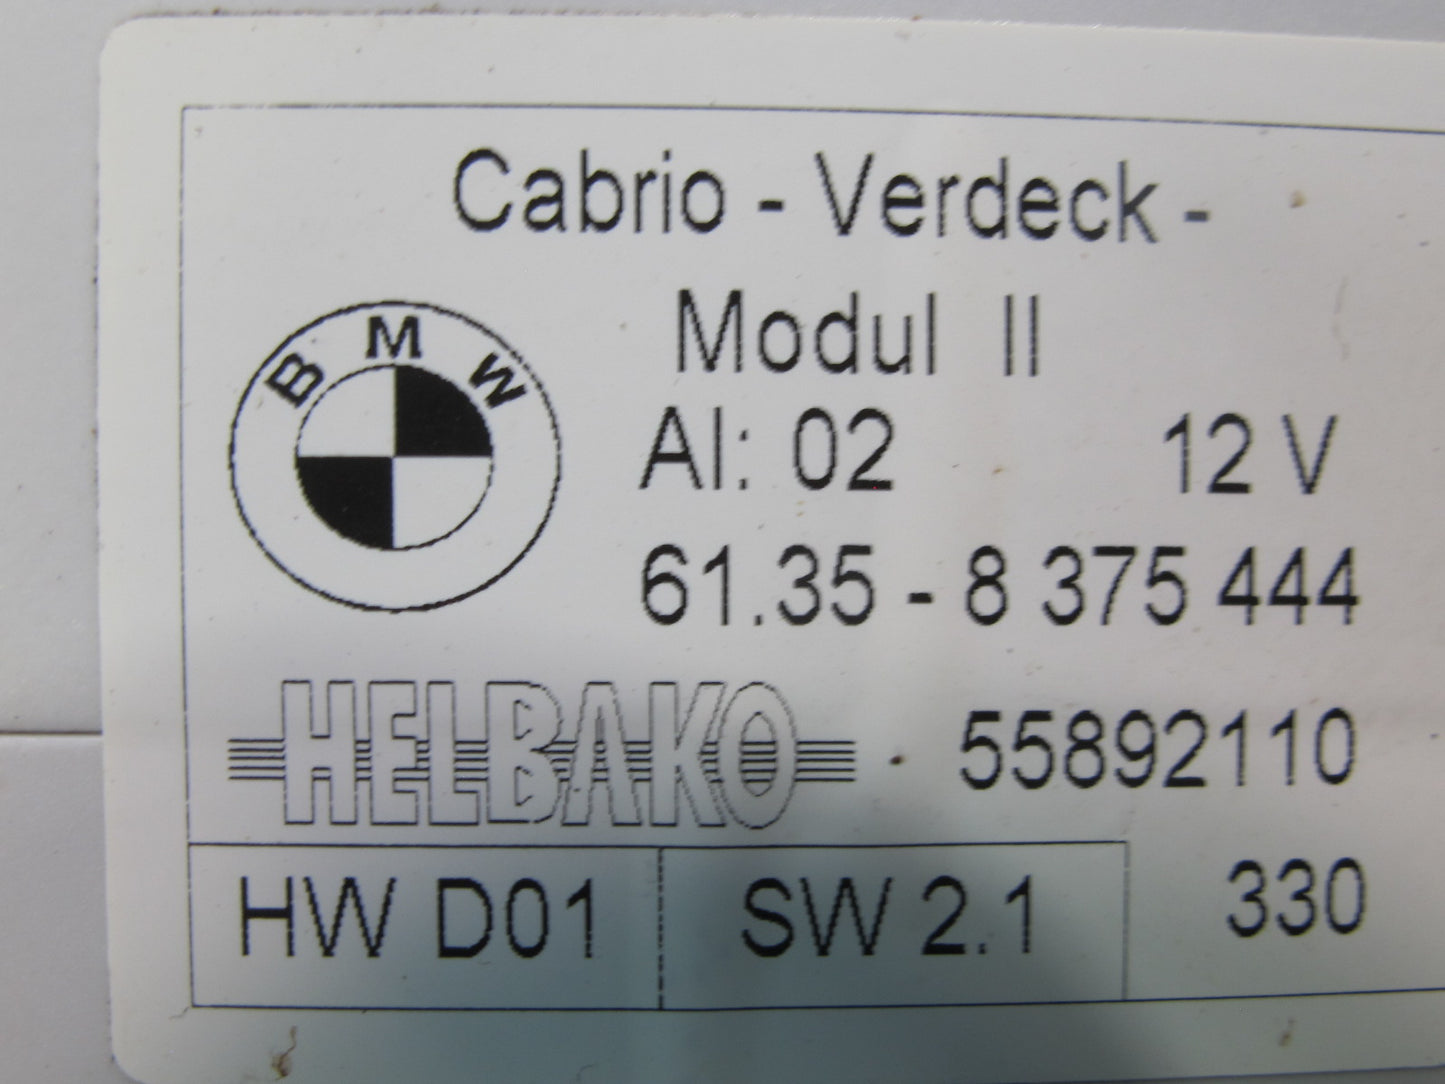 Cabrio - Verdeck -
Modul II
BMW
AI: 02 12 V
61.35 - 8 375 444
HELBAKO 55892110
HW D01 SW 2.1 330